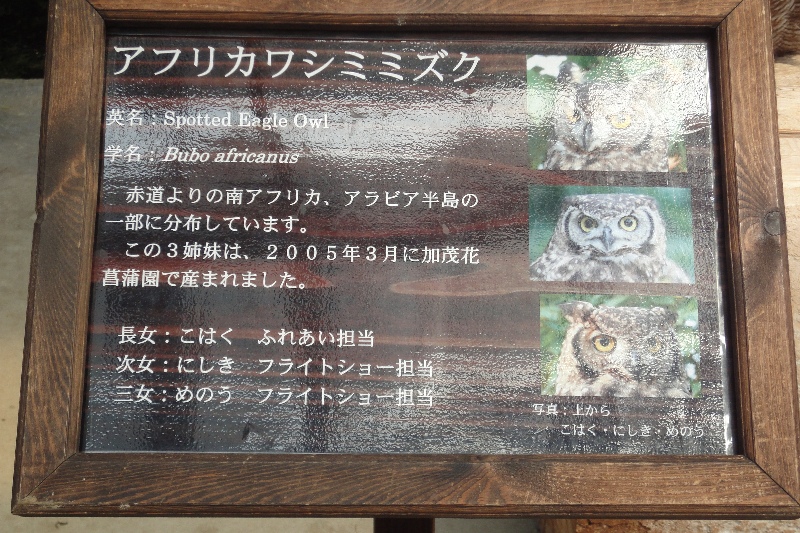 アフリカワシミミズク
英名：Spotted Eagle Owl
学名：Bubo africanus
赤道よりの南アフリカ、アラビア半島の
一部に分布しています。
この３姉妹は、２００５年３月に加茂花
菖蒲園で産まれました。
長女：こはく　ふれあい担当
次女：にしき　フライトショー担当
三女：めのう　フライトショー担当
写真：上から
こはく・にしき・めのう